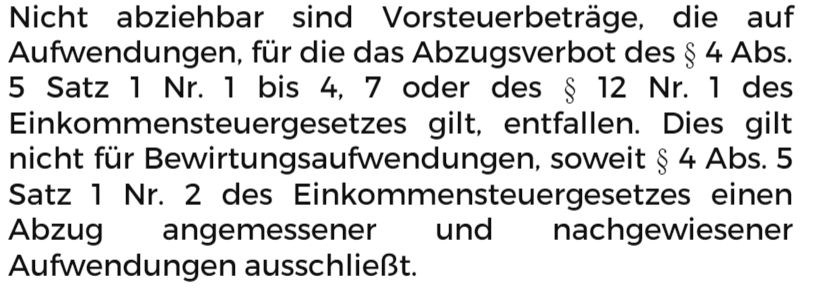 Nicht abziehbar sind Vorsteuerbeträge, die auf
Aufwendungen, für die das Abzugsverbot des § 4 Abs.
5 Satz 1 Nr. 1 bis 4, 7 oder des § 12 Nr. 1 des
Einkommensteuergesetzes gilt, entfallen. Dies gilt
nicht für Bewirtungsaufwendungen, soweit § 4 Abs. 5
Satz 1 Nr. 2 des Einkommensteuergesetzes einen
Abzug angemessener und nachgewiesener
Aufwendungen ausschließt.